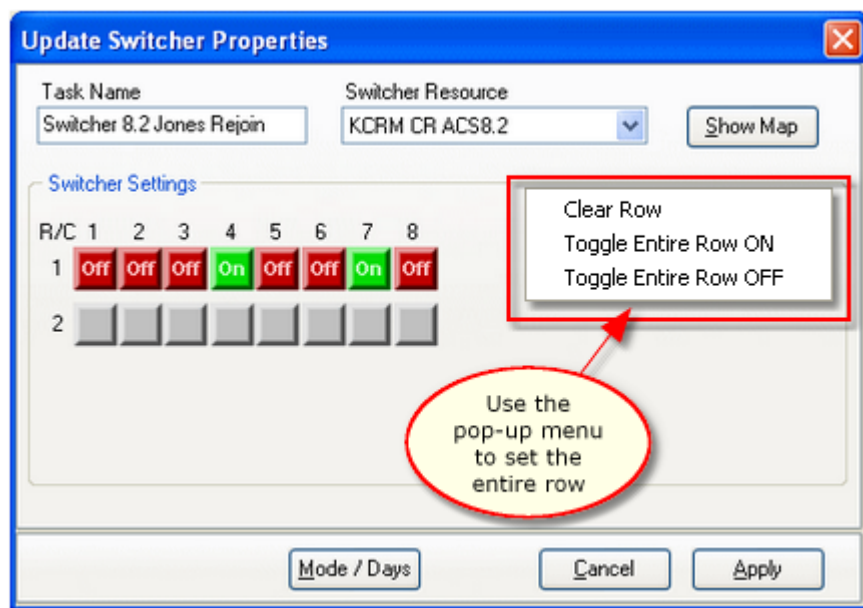 Update Switcher Properties
Task Name
Switcher Resource
Switcher 8.2 Jones Rejoin
KCRM CR ACS8.2
Show Map
Switcher Settings
R/C 1 2 3 4 5 6 7 8
1 Off Off Off On Off Off On Off
2
Clear Row
Toggle Entire Row ON
Toggle Entire Row OFF
Use the
pop-up menu
to set the
entire row
Mode / Days
Cancel
Apply